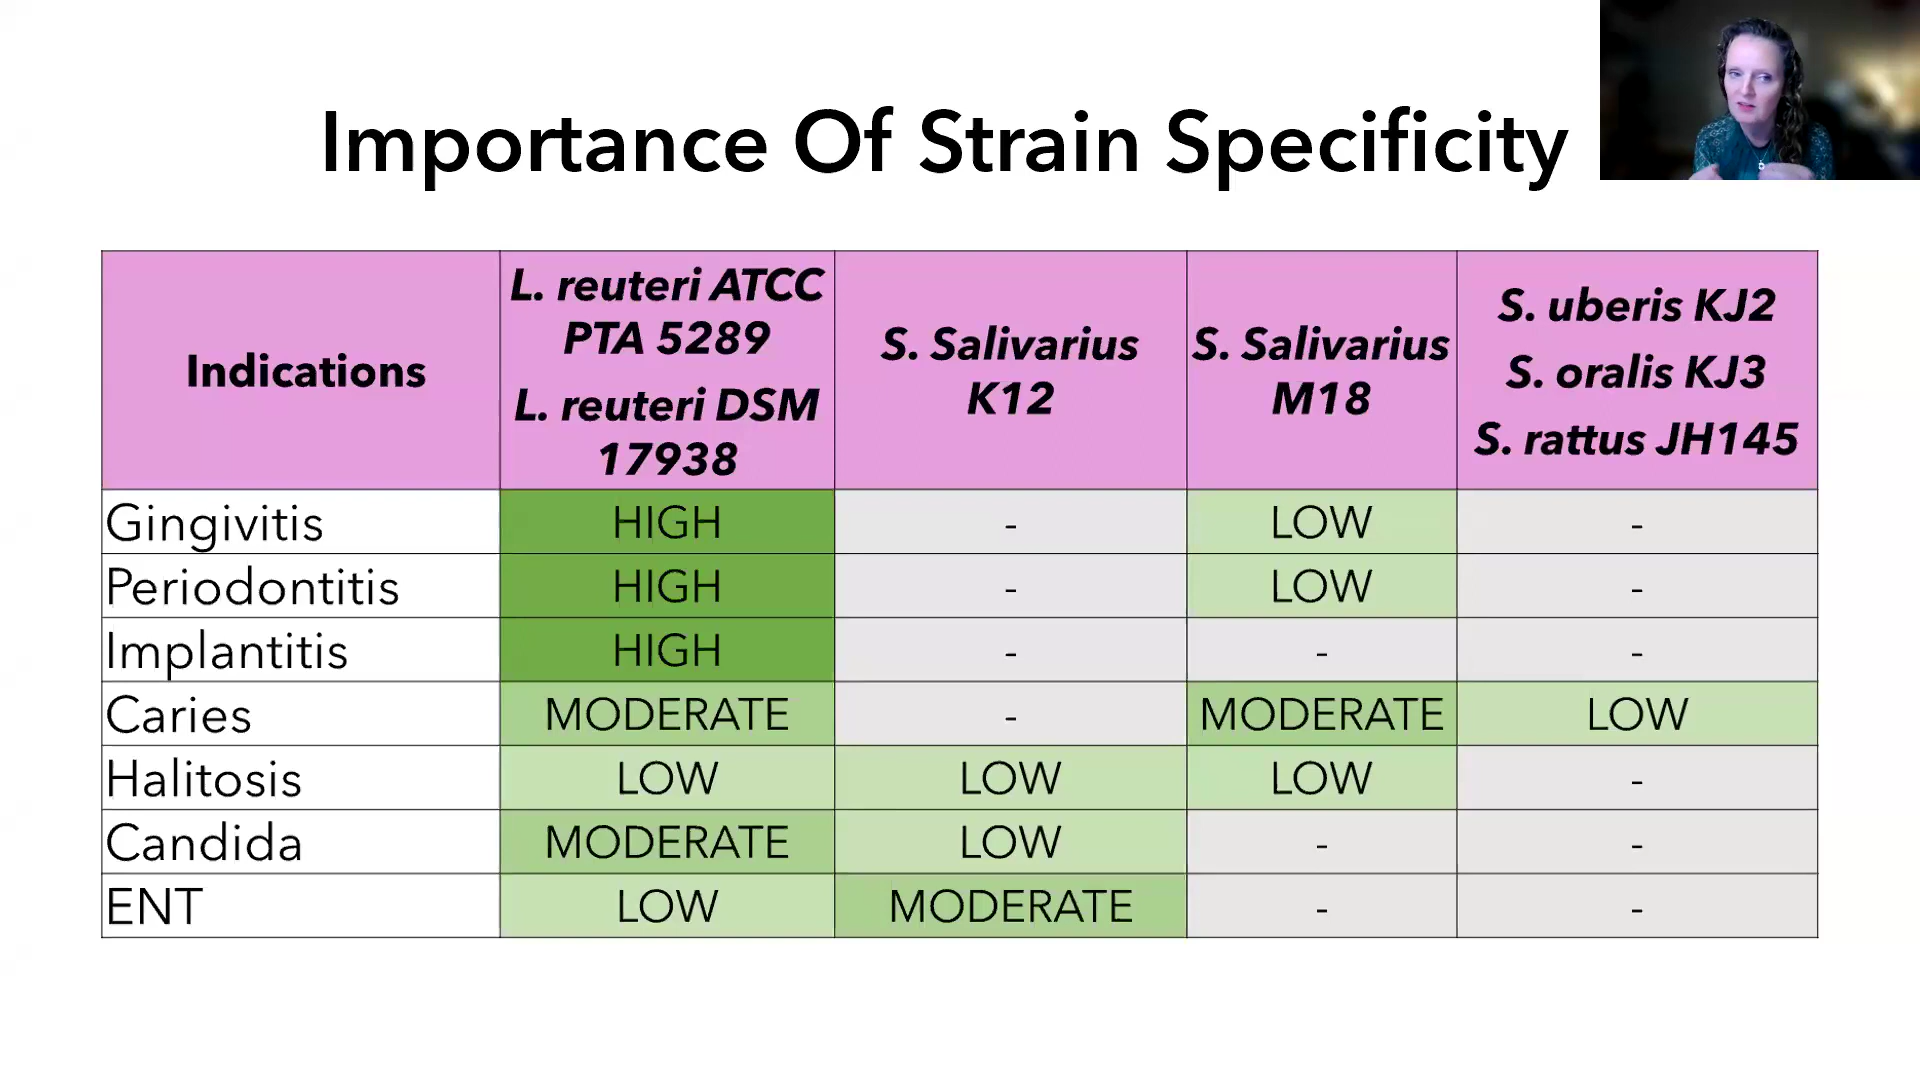 Importance Of Strain Specificity
Indications
L. reuteri ATCC
PTA 5289
L. reuteri DSM
17938
S. Salivarius
K12
S. Salivarius
M18
S. uberis KJ2
S. oralis KJ3
S. rattus JH145
Gingivitis HIGH - LOW -
Periodontitis HIGH - LOW -
Implantitis HIGH - - -
Caries MODERATE - MODERATE LOW
Halitosis LOW LOW LOW -
Candida MODERATE LOW - -
ENT LOW MODERATE - -